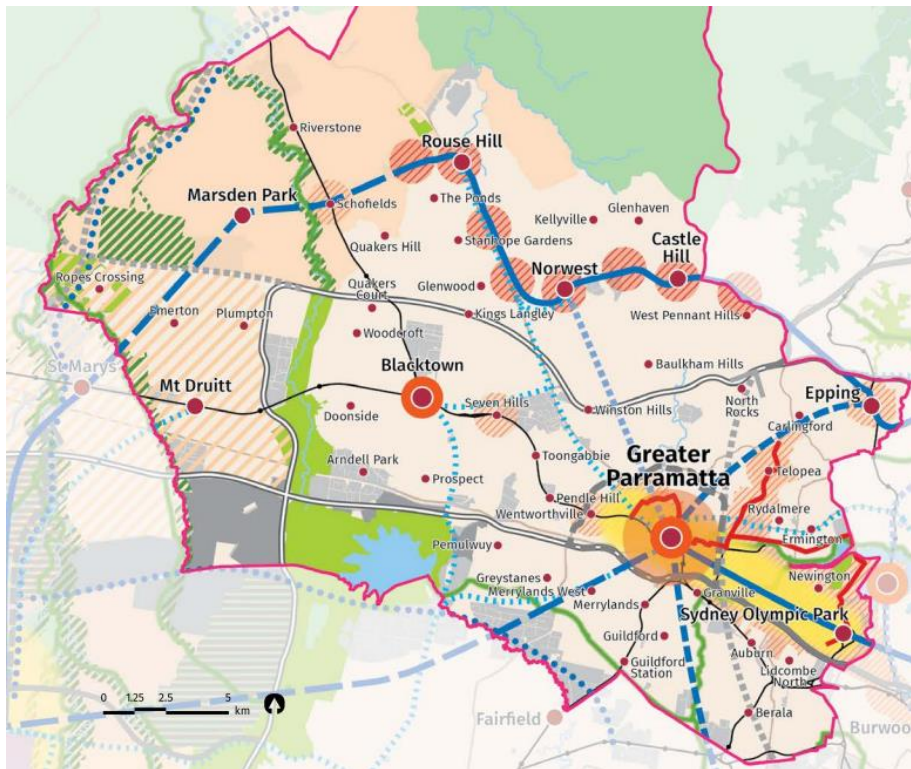 Riverstone
Rouse Hill
Marsden Park
Schofields
The Ponds
Kellyville
Glenhaven
Quakers Hill
Stanhope Gardens
Castle
Hill
Norwest
Ropes Crossing
Quakers
Court
Glenwood
Emerton
Plumpton
Kings Langley
West Pennant Hills
Woodcroft
St Marys
Blacktown
Baulkham Hills
Mt Druitt
Epping
North
Rocks
Doonside
Seven Hills
Winston Hills
Carlingford
Greater
Parramatta
Arndell Park
Toongabbie
Telopea
Prospect
Pendle Hill
Wentworthville
Rydalmere
Ermington
Pemulwuy
Newington
Greystanes
Merrylands West
Merrylands
Granville
Sydney Olympic Park
Guildford
Auburn
Guildford
Station
Lidcombe
North
0 1.25 2.5 5
km
Berala
Fairfield
Burwoo